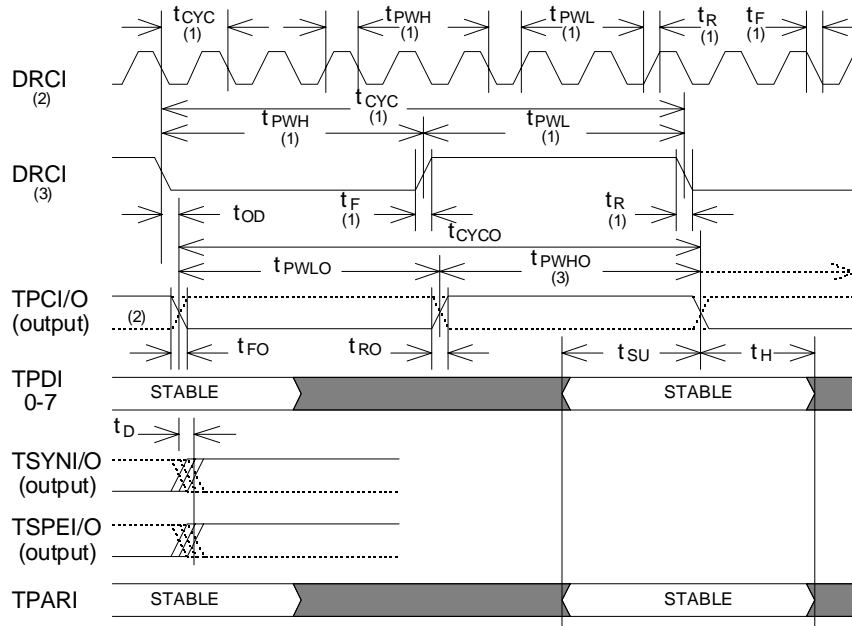 tCYC (1) tPWH (1) tPWL (1) tR (1) tF (1)
DRCI (2)
tCYC (1)
tPWH (1) tPWL (1)
DRCI (3)
tOD tF (1) tR (1)
tCYCO
tPWLO tPWHO (3)
TPCI/O (output) (2)
tFO tRO tSU tH
TPDI 0-7 STABLE STABLE
tD
TSYNI/O (output)
TSPEI/O (output)
TPARI STABLE STABLE